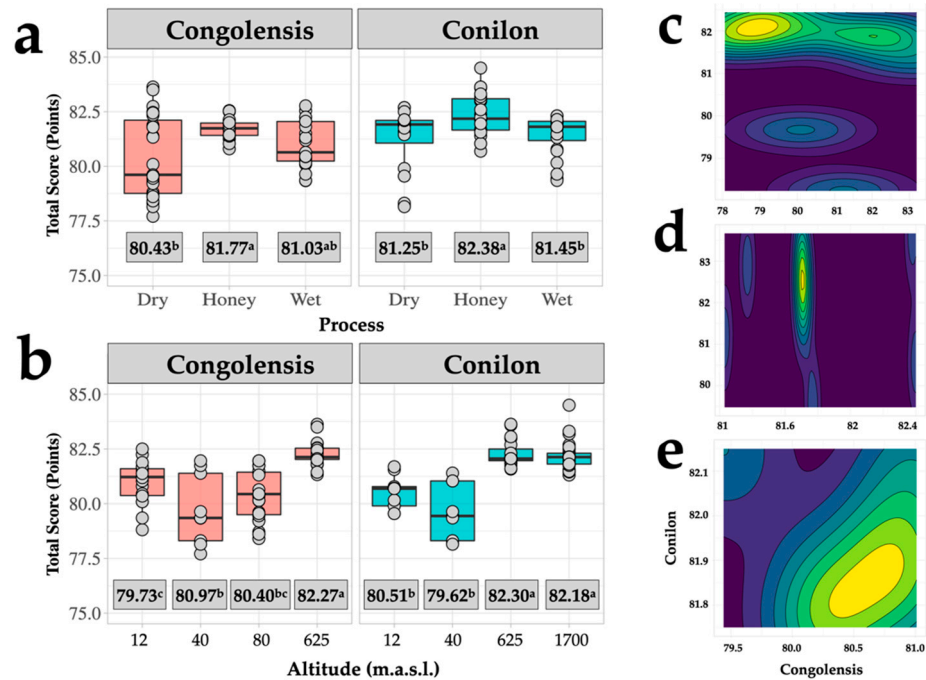 a
Congolensis
Conilon
Total Score (Points)
85.0
82.5
80.0
77.5
75.0
80.43b
81.77a
81.03ab
81.25b
82.38a
81.45b
Dry
Honey
Wet
Dry
Honey
Wet
Process
b
Congolensis
Conilon
Total Score (Points)
85.0
82.5
80.0
77.5
75.0
79.73c
80.97b
80.40bc
82.27a
80.51b
79.62b
82.30a
82.18a
12
40
80
625
12
40
625
1700
Altitude (m.a.s.l.)
c
82
81
80
79
78
79
80
81
82
83
d
83
82
81
80
81
81.6
82
82.4
e
Conilon
82.1
82.0
81.9
81.8
79.5
80.0
80.5
81.0
Congolensis